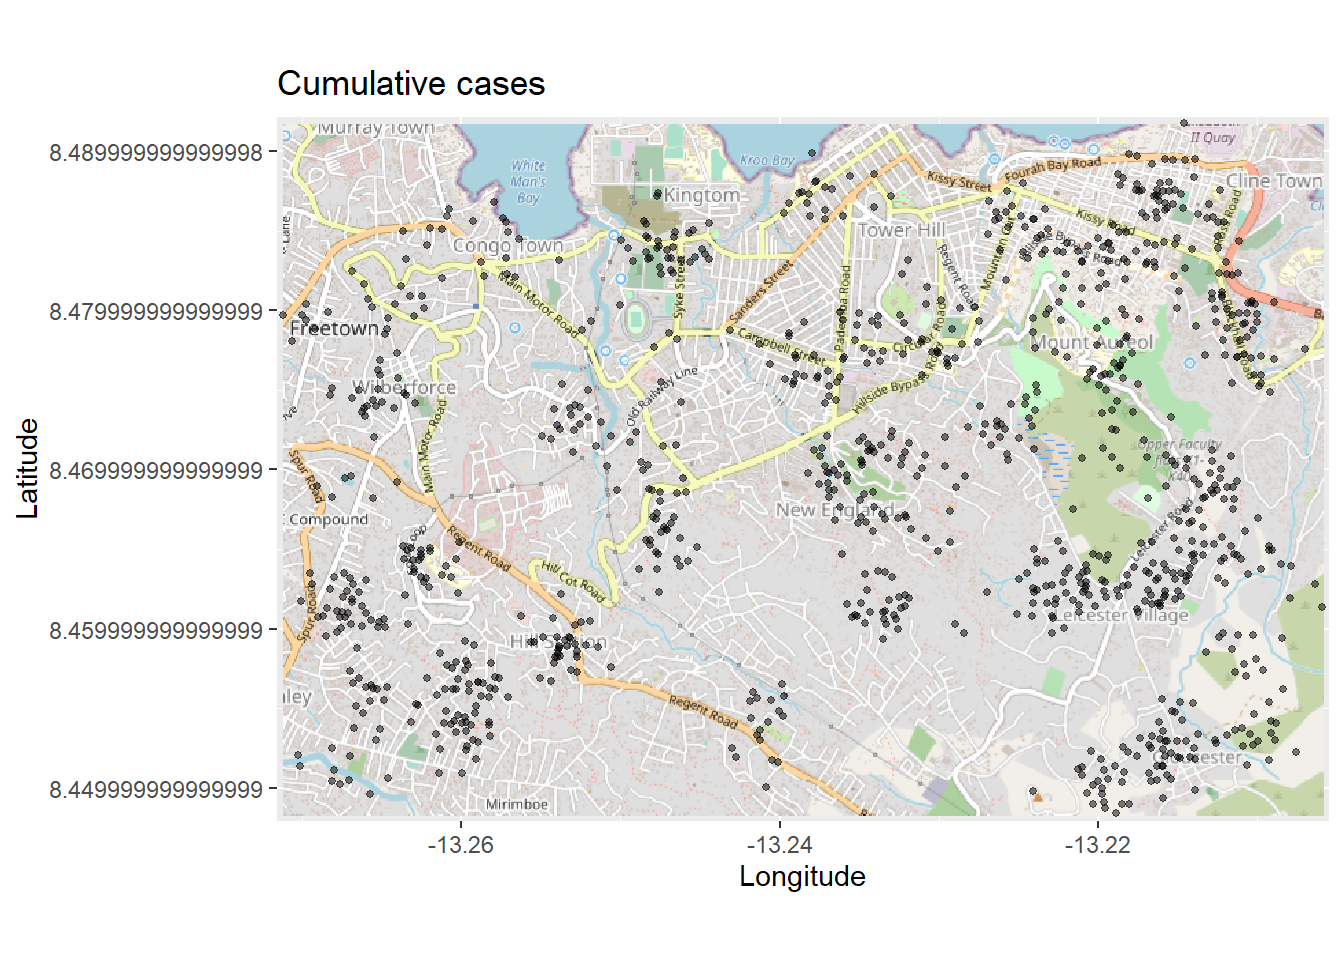 Cumulative cases
Murray Town
II Quay
White
Man's
Bay
Kroo Bay
Kissy Street
Fourah Bay Road
Cline Town
Kingtom
Kissy Road
Lane
Congo Town
Tower Hill
Regent Road
Mountain Cut
Main Motor Road
Syke Street
Sanders Street
Freetown
Campbell Street
Circular Road
Mount Aureol
Wilberforce
Old Railway Line
Hillside Bypass Road
Main Motor Road
Upper Faculty
Spur Road
New England
Compound
Loop
Regent Road
Leicester Road
Hill Cot Road
Spur Road
Leicester Village
Hill Station
Regent Road
Gloucester
Mirimboe
8.489999999999998
8.479999999999999
8.469999999999999
8.459999999999999
8.449999999999999
Latitude
-13.26
-13.24
-13.22
Longitude